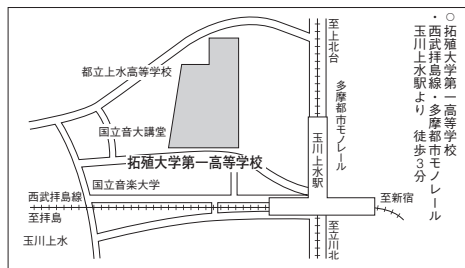 ○拓殖大学第一高等学校
・西武拝島線・多摩都市モノレール
玉川上水駅より 徒歩3分
至上北台
多摩都市モノレール
都立上水高等学校
国立音大講堂
玉川上水駅
拓殖大学第一高等学校
国立音楽大学
西武拝島線
至新宿
至拝島
玉川上水
至立川北